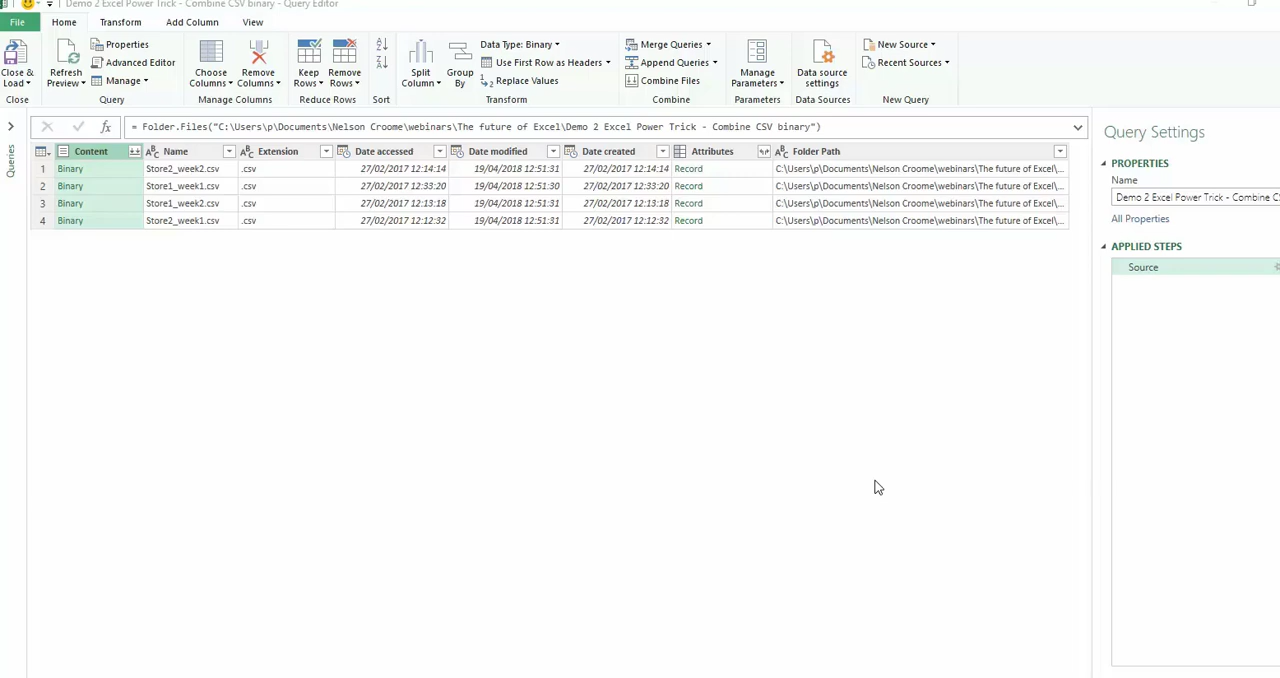 Demo 2 Excel Power Trick - Combine CSV binary - Query Editor
File Home Transform Add Column View
Close & Load
Refresh Preview
Properties
Advanced Editor
Manage
Choose Columns
Remove Columns
Keep Rows
Remove Rows
Split Column
Group By
Data Type: Binary
Use First Row as Headers
Replace Values
Merge Queries
Append Queries
Combine Files
Manage Parameters
Data source settings
New Source
Recent Sources
Close Query Manage Columns Reduce Rows Sort Transform Combine Parameters Data Sources New Query
fx = Folder.Files("C:\Users\p\Documents\Nelson Croome\webinars\The future of Excel\Demo 2 Excel Power Trick - Combine CSV binary")
Queries
Content Name Extension Date accessed Date modified Date created Attributes Folder Path
1 Binary Store2_week2.csv .csv 27/02/2017 12:14:14 19/04/2018 12:51:31 27/02/2017 12:14:14 Record C:\Users\p\Documents\Nelson Croome\webinars\The future of Excel\...
2 Binary Store1_week1.csv .csv 27/02/2017 12:33:20 19/04/2018 12:51:30 27/02/2017 12:33:20 Record C:\Users\p\Documents\Nelson Croome\webinars\The future of Excel\...
3 Binary Store1_week2.csv .csv 27/02/2017 12:13:18 19/04/2018 12:51:31 27/02/2017 12:13:18 Record C:\Users\p\Documents\Nelson Croome\webinars\The future of Excel\...
4 Binary Store2_week1.csv .csv 27/02/2017 12:12:32 19/04/2018 12:51:31 27/02/2017 12:12:32 Record C:\Users\p\Documents\Nelson Croome\webinars\The future of Excel\...
Query Settings
PROPERTIES
Name
Demo 2 Excel Power Trick - Combine CS
All Properties
APPLIED STEPS
Source